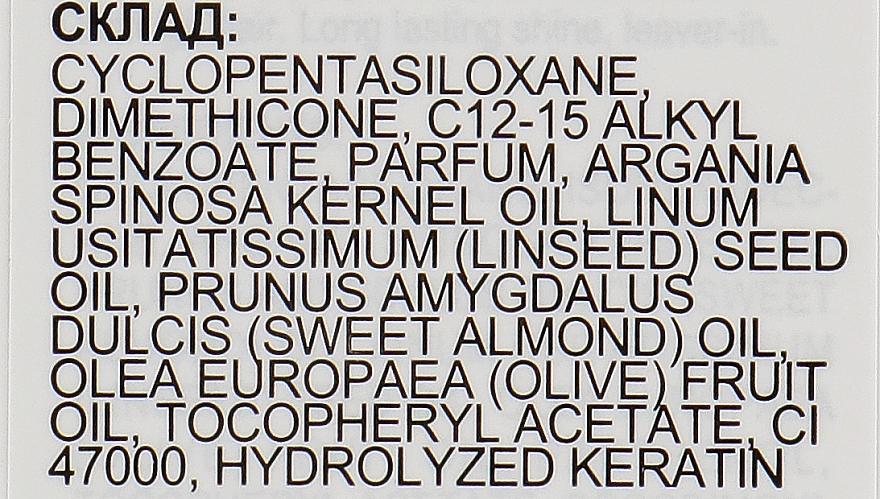 СКЛАД:
CYCLOPENTASILOXANE,
DIMETHICONE, C12-15 ALKYL
BENZOATE, PARFUM, ARGANIA
SPINOSA KERNEL OIL, LINUM
USITATISSIMUM (LINSEED) SEED
OIL, PRUNUS AMYGDALUS
DULCIS (SWEET ALMOND) OIL,
OLEA EUROPAEA (OLIVE) FRUIT
OIL, TOCOPHERYL ACETATE, CI
47000, HYDROLYZED KERATIN